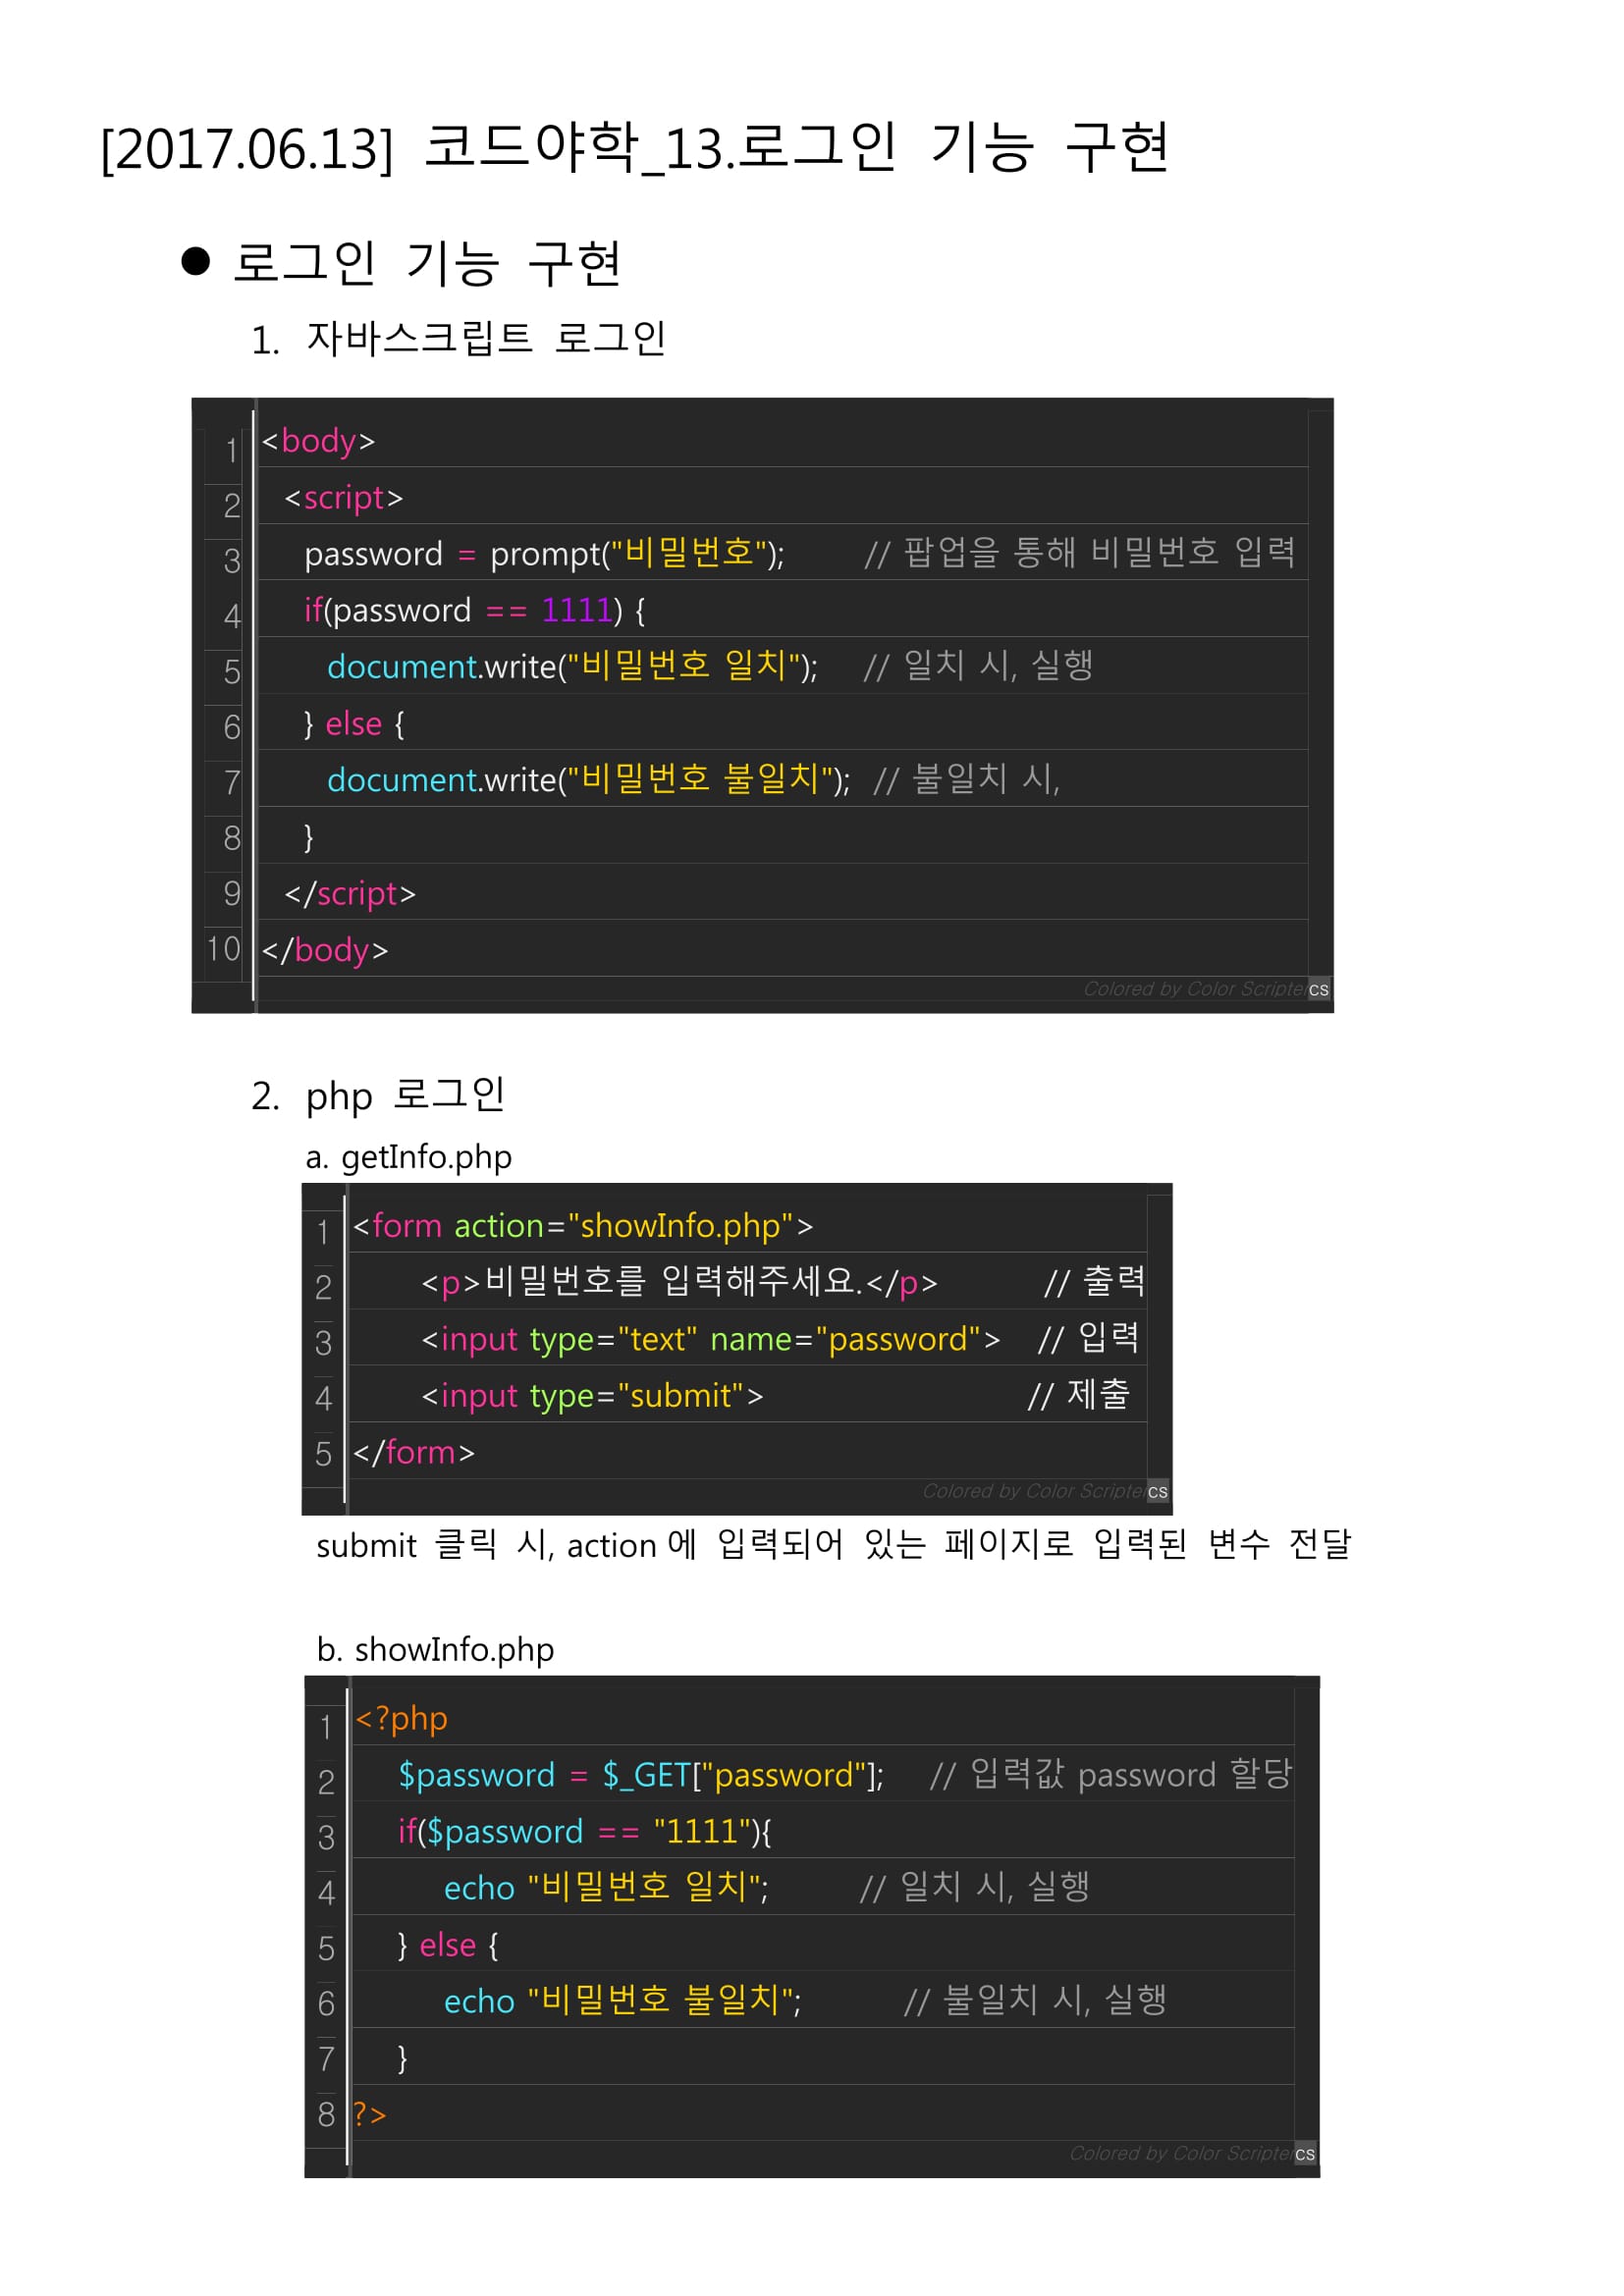 [2017.06.13] 코드야학_13.로그인 기능 구현
● 로그인 기능 구현
1. 자바스크립트 로그인
1 <body>
2 <script>
3 password = prompt("비밀번호"); // 팝업을 통해 비밀번호 입력
4 if(password == 1111) {
5 document.write("비밀번호 일치"); // 일치 시, 실행
6 } else {
7 document.write("비밀번호 불일치"); // 불일치 시,
8 }
9 </script>
10 </body>
Colored by Color Scripter cs
2. php 로그인
a. getInfo.php
1 <form action="showInfo.php">
2 <p>비밀번호를 입력해주세요.</p> // 출력
3 <input type="text" name="password"> // 입력
4 <input type="submit"> // 제출
5 </form>
Colored by Color Scripter cs
submit 클릭 시, action 에 입력되어 있는 페이지로 입력된 변수 전달
b. showInfo.php
1 <?php
2 $password = $_GET["password"]; // 입력값 password 할당
3 if($password == "1111"){
4 echo "비밀번호 일치"; // 일치 시, 실행
5 } else {
6 echo "비밀번호 불일치"; // 불일치 시, 실행
7 }
8 ?>
Colored by Color Scripter cs